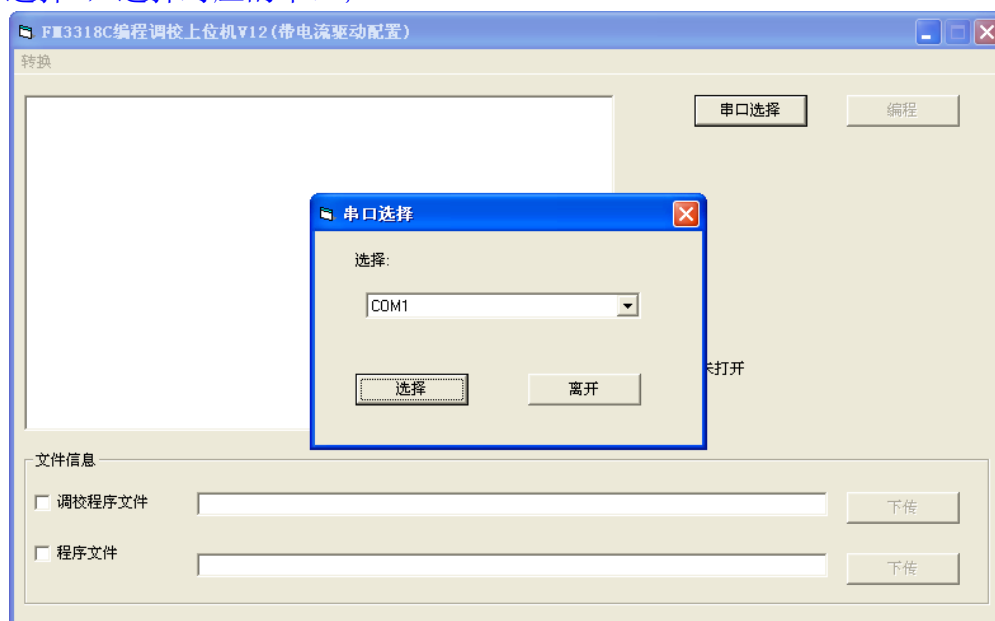 FM3318C编程调校上位机V12(带电流驱动配置)
转换
串口选择
编程
串口选择
选择:
COM1
选择
离开
打开
文件信息
调校程序文件
下传
程序文件
下传